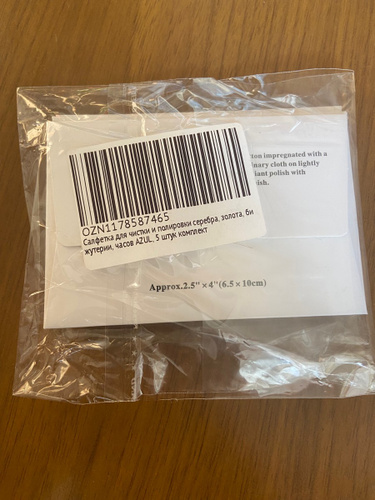 OZN1178587465
Салфетка для чистки и полировки серебра, золота, би
жутерии, часов AZUL, 5 штук комплект
ton impregnated with a
nary cloth on lightly
iant polish with
ish.
Approx.2.5"×4"(6.5×10cm)